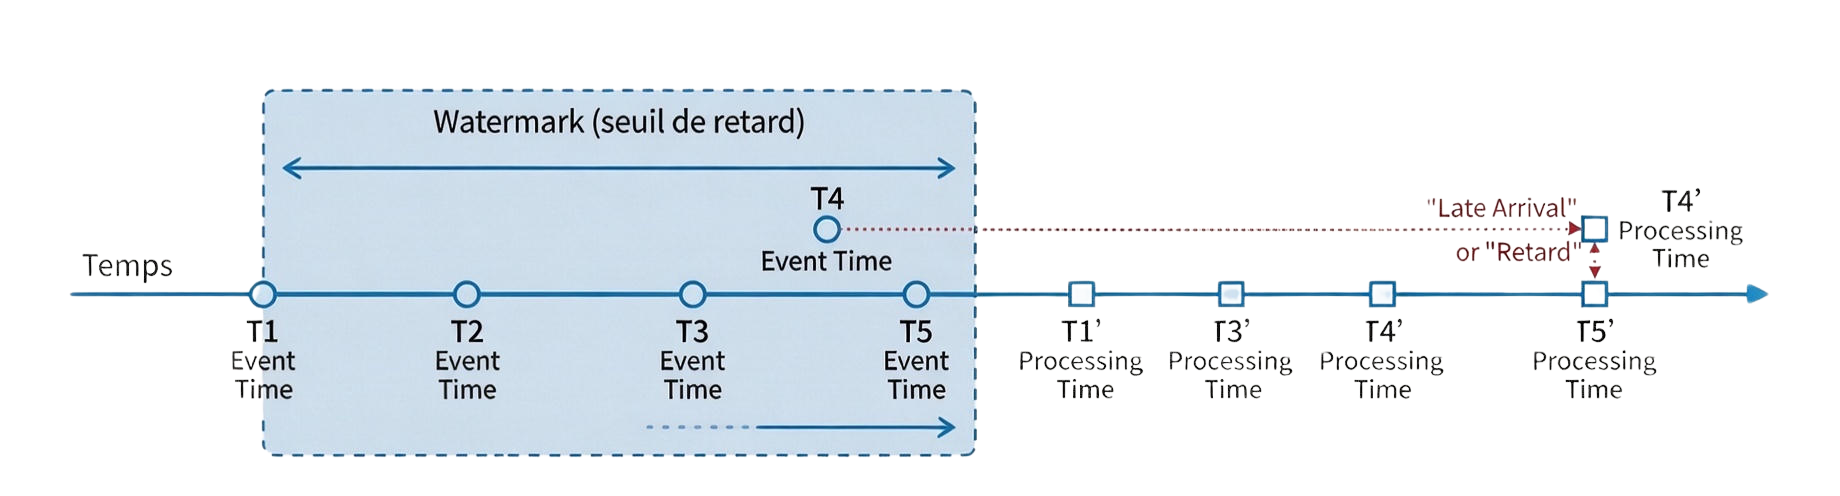 Watermark (seuil de retard)
T4
Event Time
"Late Arrival"
or "Retard"
T4’
Processing
Time
Temps
T1
Event
Time
T2
Event
Time
T3
Event
Time
T5
Event
Time
T1’
Processing
Time
T3’
Processing
Time
T4’
Processing
Time
T5’
Processing
Time